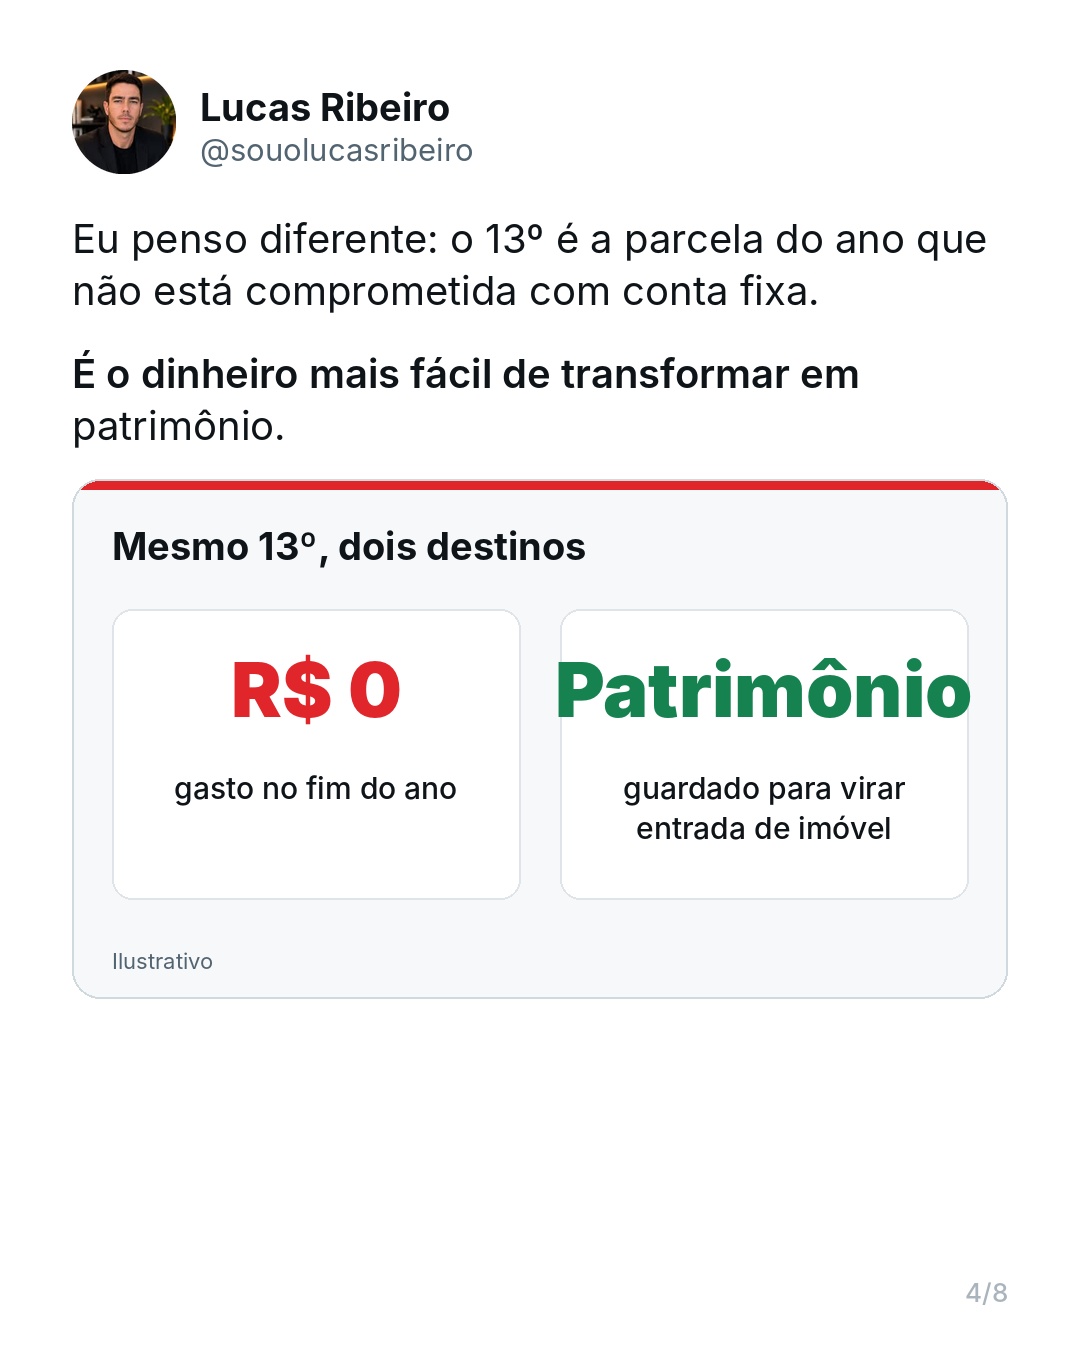 Lucas Ribeiro
@souolucasribeiro
Eu penso diferente: o 13º é a parcela do ano que
não está comprometida com conta fixa.
É o dinheiro mais fácil de transformar em
patrimônio.
Mesmo 13º, dois destinos
R$ 0
gasto no fim do ano
Patrimônio
guardado para virar
entrada de imóvel
Ilustrativo
4/8